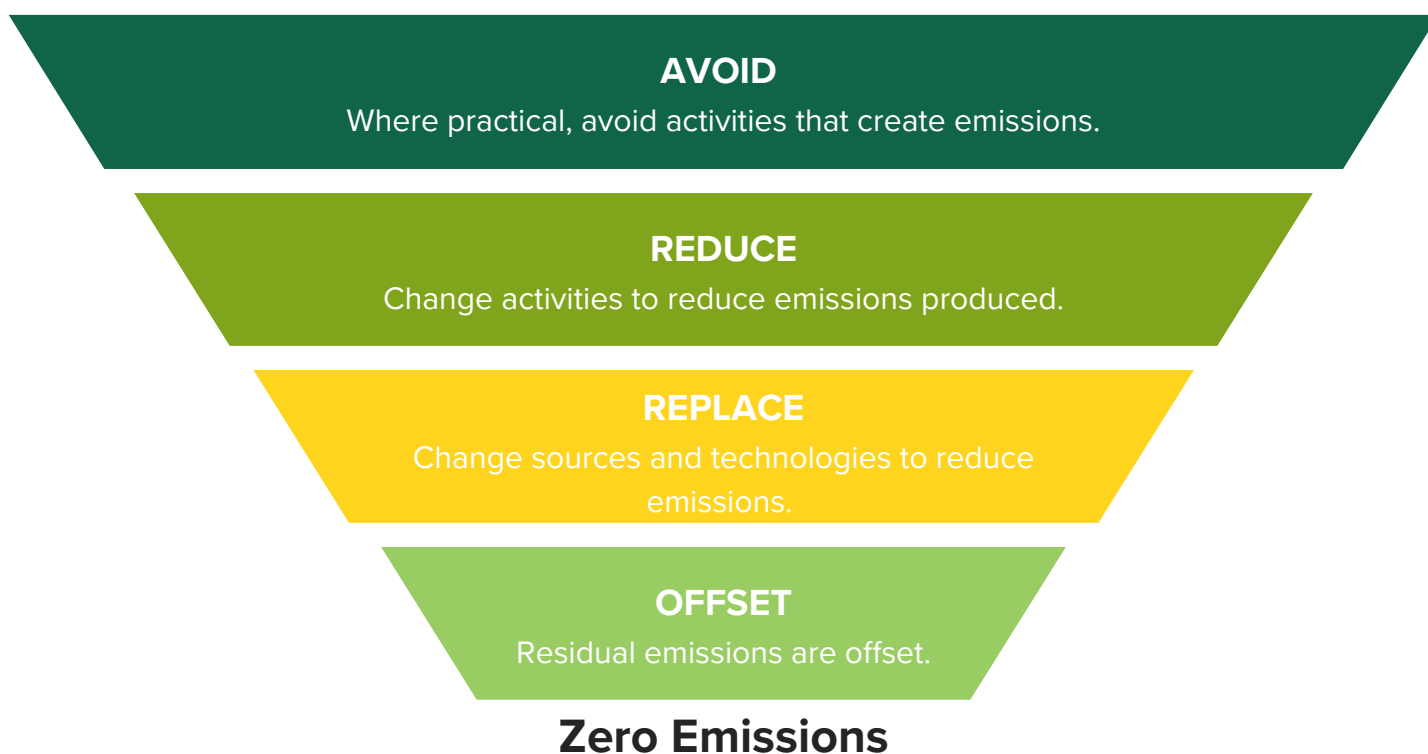 AVOID
Where practical, avoid activities that create emissions.
REDUCE
Change activities to reduce emissions produced.
REPLACE
Change sources and technologies to reduce
emissions.
OFFSET
Residual emissions are offset.
Zero Emissions